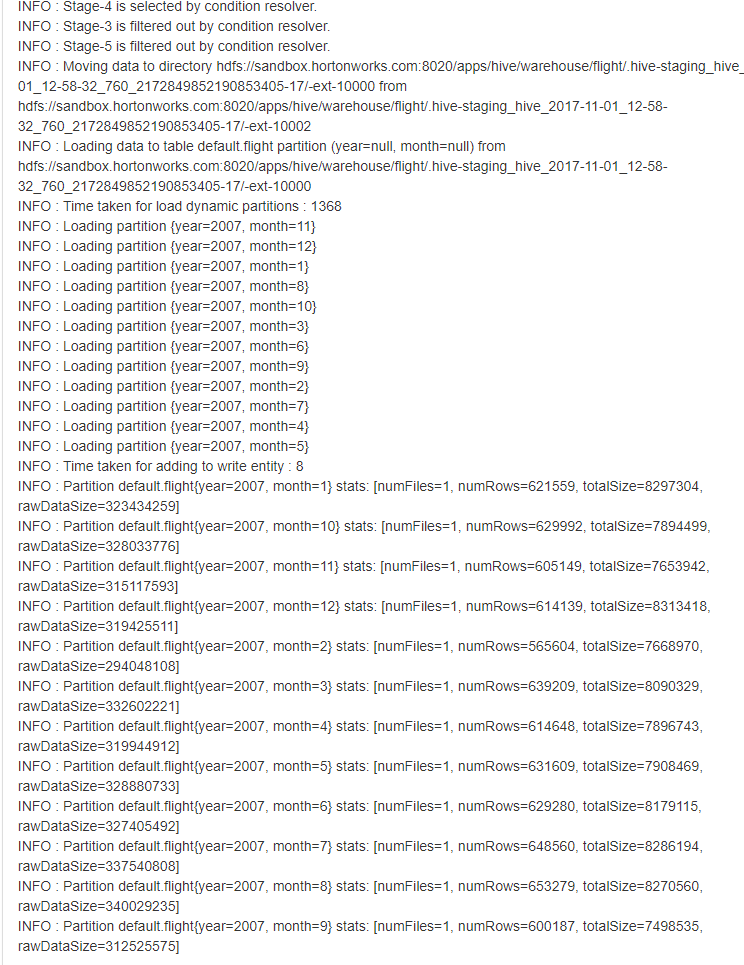 INFO : Stage-4 is selected by condition resolver.
INFO : Stage-3 is filtered out by condition resolver.
INFO : Stage-5 is filtered out by condition resolver.
INFO : Moving data to directory hdfs://sandbox.hortonworks.com:8020/apps/hive/warehouse/flight/.hive-staging_hive_
01_12-58-32_760_2172849852190853405-17/-ext-10000 from
hdfs://sandbox.hortonworks.com:8020/apps/hive/warehouse/flight/.hive-staging_hive_2017-11-01_12-58-
32_760_2172849852190853405-17/-ext-10002
INFO : Loading data to table default.flight partition (year=null, month=null) from
hdfs://sandbox.hortonworks.com:8020/apps/hive/warehouse/flight/.hive-staging_hive_2017-11-01_12-58-
32_760_2172849852190853405-17/-ext-10000
INFO : Time taken for load dynamic partitions : 1368
INFO : Loading partition {year=2007, month=11}
INFO : Loading partition {year=2007, month=12}
INFO : Loading partition {year=2007, month=1}
INFO : Loading partition {year=2007, month=8}
INFO : Loading partition {year=2007, month=10}
INFO : Loading partition {year=2007, month=3}
INFO : Loading partition {year=2007, month=6}
INFO : Loading partition {year=2007, month=9}
INFO : Loading partition {year=2007, month=2}
INFO : Loading partition {year=2007, month=7}
INFO : Loading partition {year=2007, month=4}
INFO : Loading partition {year=2007, month=5}
INFO : Time taken for adding to write entity : 8
INFO : Partition default.flight{year=2007, month=1} stats: [numFiles=1, numRows=621559, totalSize=8297304,
rawDataSize=323434259]
INFO : Partition default.flight{year=2007, month=10} stats: [numFiles=1, numRows=629992, totalSize=7894499,
rawDataSize=328033776]
INFO : Partition default.flight{year=2007, month=11} stats: [numFiles=1, numRows=605149, totalSize=7653942,
rawDataSize=315117593]
INFO : Partition default.flight{year=2007, month=12} stats: [numFiles=1, numRows=614139, totalSize=8313418,
rawDataSize=319425511]
INFO : Partition default.flight{year=2007, month=2} stats: [numFiles=1, numRows=565604, totalSize=7668970,
rawDataSize=294048108]
INFO : Partition default.flight{year=2007, month=3} stats: [numFiles=1, numRows=639209, totalSize=8090329,
rawDataSize=332602221]
INFO : Partition default.flight{year=2007, month=4} stats: [numFiles=1, numRows=614648, totalSize=7896743,
rawDataSize=319944912]
INFO : Partition default.flight{year=2007, month=5} stats: [numFiles=1, numRows=631609, totalSize=7908469,
rawDataSize=328880733]
INFO : Partition default.flight{year=2007, month=6} stats: [numFiles=1, numRows=629280, totalSize=8179115,
rawDataSize=327405492]
INFO : Partition default.flight{year=2007, month=7} stats: [numFiles=1, numRows=648560, totalSize=8286194,
rawDataSize=337540808]
INFO : Partition default.flight{year=2007, month=8} stats: [numFiles=1, numRows=653279, totalSize=8270560,
rawDataSize=340029235]
INFO : Partition default.flight{year=2007, month=9} stats: [numFiles=1, numRows=600187, totalSize=7498535,
rawDataSize=312525575]